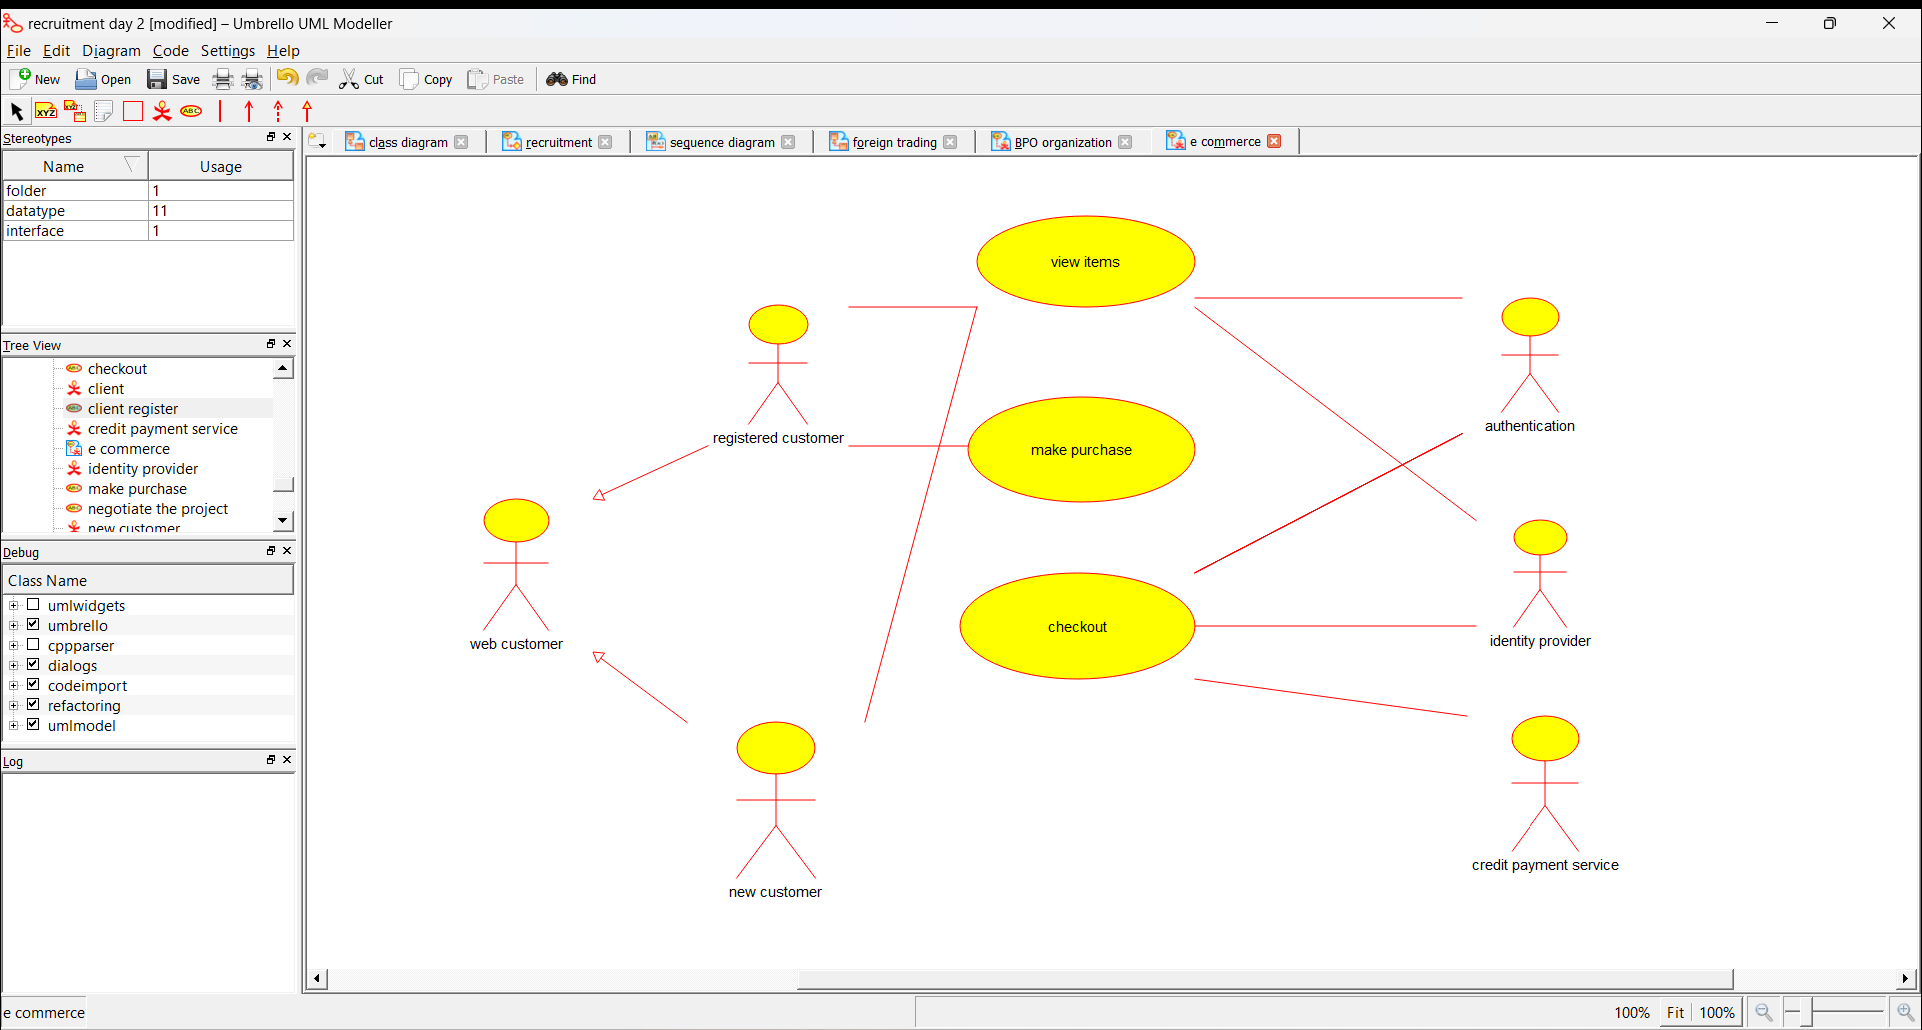 recruitment day 2 [modified] – Umbrello UML Modeller
File Edit Diagram Code Settings Help
New Open Save Cut Copy Paste Find
XYZ XYZ ABC
Stereotypes
Name Usage
folder 1
datatype 11
interface 1
Tree View
checkout
client
client register
credit payment service
e commerce
identity provider
make purchase
negotiate the project
new customer
Debug
Class Name
umlwidgets
umbrello
cppparser
dialogs
codeimport
refactoring
umlmodel
Log
class diagram recruitment sequence diagram foreign trading BPO organization e commerce
view items
registered customer
authentication
make purchase
web customer
checkout
identity provider
new customer
credit payment service
e commerce
100% Fit 100%